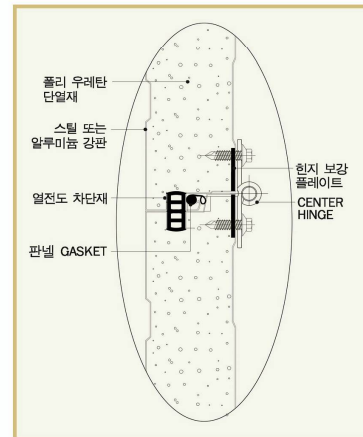 폴리 우레탄
단열재
스틸 또는
알루미늄 강판
열전도 차단재
판넬 GASKET
힌지 보강
플레이트
CENTER
HINGE